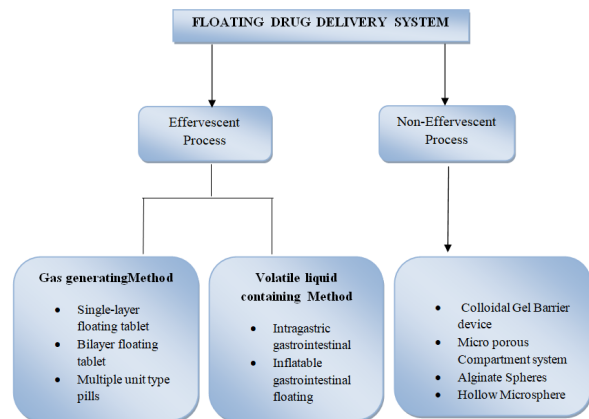 FLOATING DRUG DELIVERY SYSTEM
Effervescent
Process
Non-Effervescent
Process
Gas generatingMethod
• Single-layer
floating tablet
• Bilayer floating
tablet
• Multiple unit type
pills
Volatile liquid
containing Method
• Intragastric
gastrointestinal
• Inflatable
gastrointestinal
floating
• Colloidal Gel Barrier
device
• Micro porous
Compartment system
• Alginate Spheres
• Hollow Microsphere